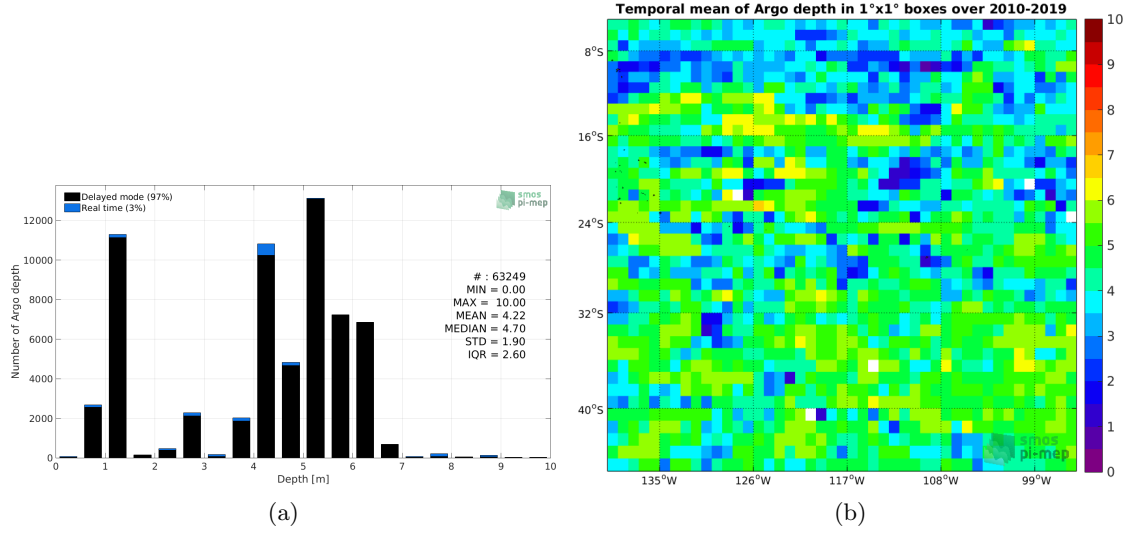 Temporal mean of Argo depth in 1°x1° boxes over 2010-2019
Delayed mode (97%)
Real time (3%)
smos
pi-mep
# : 63249
MIN = 0.00
MAX = 10.00
MEAN = 4.22
MEDIAN = 4.70
STD = 1.90
IQR = 2.60
Number of Argo depth
12000
10000
8000
6000
4000
2000
0
0 1 2 3 4 5 6 7 8 9 10
Depth [m]
(a)
8°S
16°S
24°S
32°S
40°S
135°W 126°W 117°W 108°W 99°W
smos
pi-mep
10
9
8
7
6
5
4
3
2
1
0
(b)